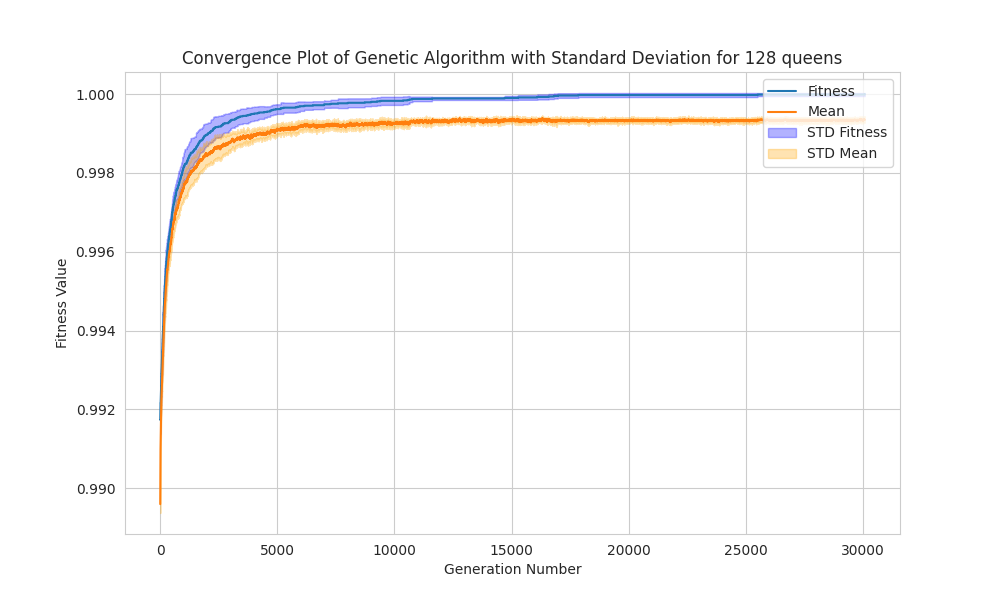 Convergence Plot of Genetic Algorithm with Standard Deviation for 128 queens
1.000
0.998
0.996
0.994
0.992
0.990
Fitness Value
Fitness
Mean
STD Fitness
STD Mean
0
5000
10000
15000
20000
25000
30000
Generation Number